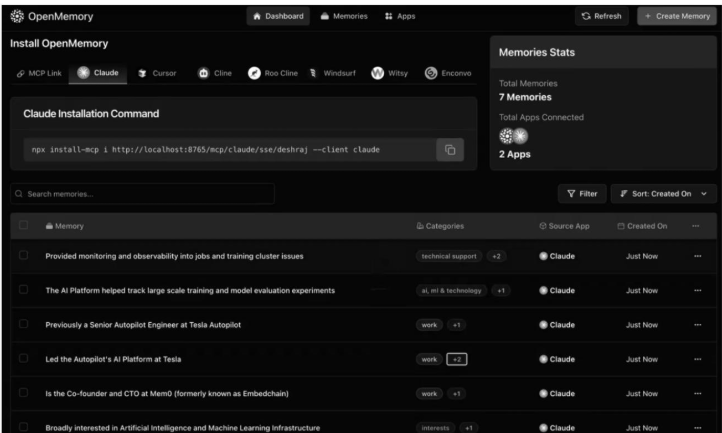 OpenMemory
Dashboard Memories Apps
Refresh + Create Memory
Install OpenMemory
MCP Link Claude Cursor Cline Roo Cline Windsurf Witsy Enconvo
Claude Installation Command
npx install-mcp i http://localhost:8765/mcp/claude/sse/deshraj --client claude
Memories Stats
Total Memories
7 Memories
Total Apps Connected
2 Apps
Search memories...
Filter Sort: Created On
Memory Categories Source App Created On ...
Provided monitoring and observability into jobs and training cluster issues technical support +2 Claude Just Now ...
The AI Platform helped track large scale training and model evaluation experiments ai, ml & technology +1 Claude Just Now ...
Previously a Senior Autopilot Engineer at Tesla Autopilot work +1 Claude Just Now ...
Led the Autopilot's AI Platform at Tesla work +2 Claude Just Now ...
Is the Co-founder and CTO at Mem0 (formerly known as Embedchain) work +1 Claude Just Now ...
Broadly interested in Artificial Intelligence and Machine Learning Infrastructure interests +1 Claude Just Now ...